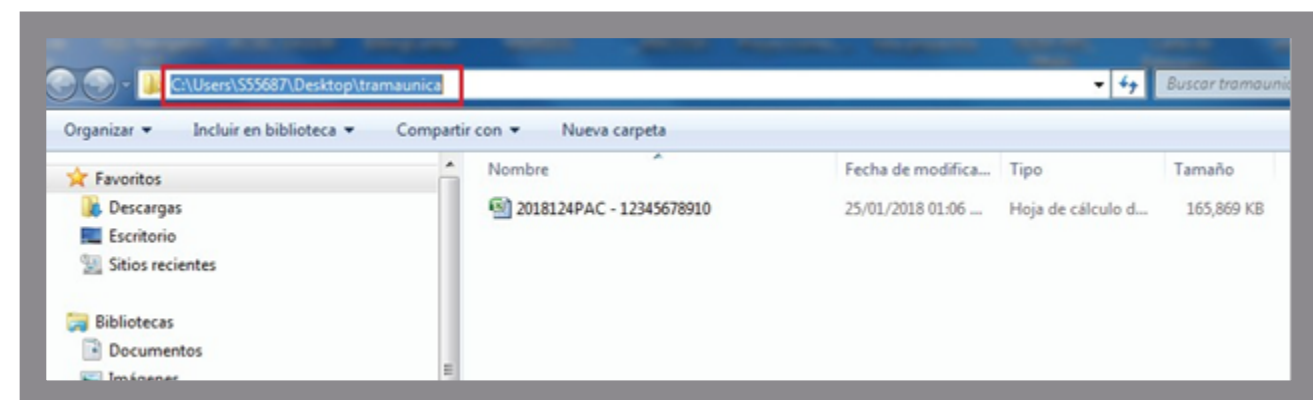 C:\Users\S55687\Desktop\tramaunica
Buscar tramauni
Organizar
Incluir en biblioteca
Compartir con
Nueva carpeta
Favoritos
Descargas
Escritorio
Sitios recientes
Bibliotecas
Documentos
Imágenes
Nombre
Fecha de modifica...
Tipo
Tamaño
2018124PAC - 12345678910
25/01/2018 01:06 ...
Hoja de cálculo d...
165,869 KB